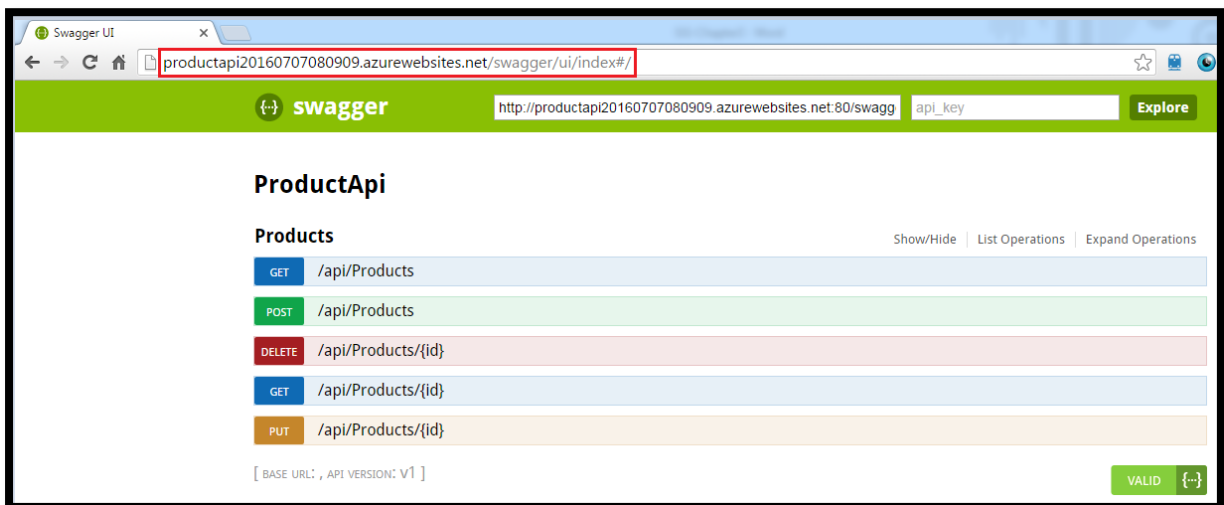 Swagger UI
productapi20160707080909.azurewebsites.net/swagger/ui/index#/
swagger http://productapi20160707080909.azurewebsites.net:80/swagg api_key Explore
ProductApi
Products Show/Hide List Operations Expand Operations
GET /api/Products
POST /api/Products
DELETE /api/Products/{id}
GET /api/Products/{id}
PUT /api/Products/{id}
[ BASE URL: , API VERSION: V1 ]
VALID {···}